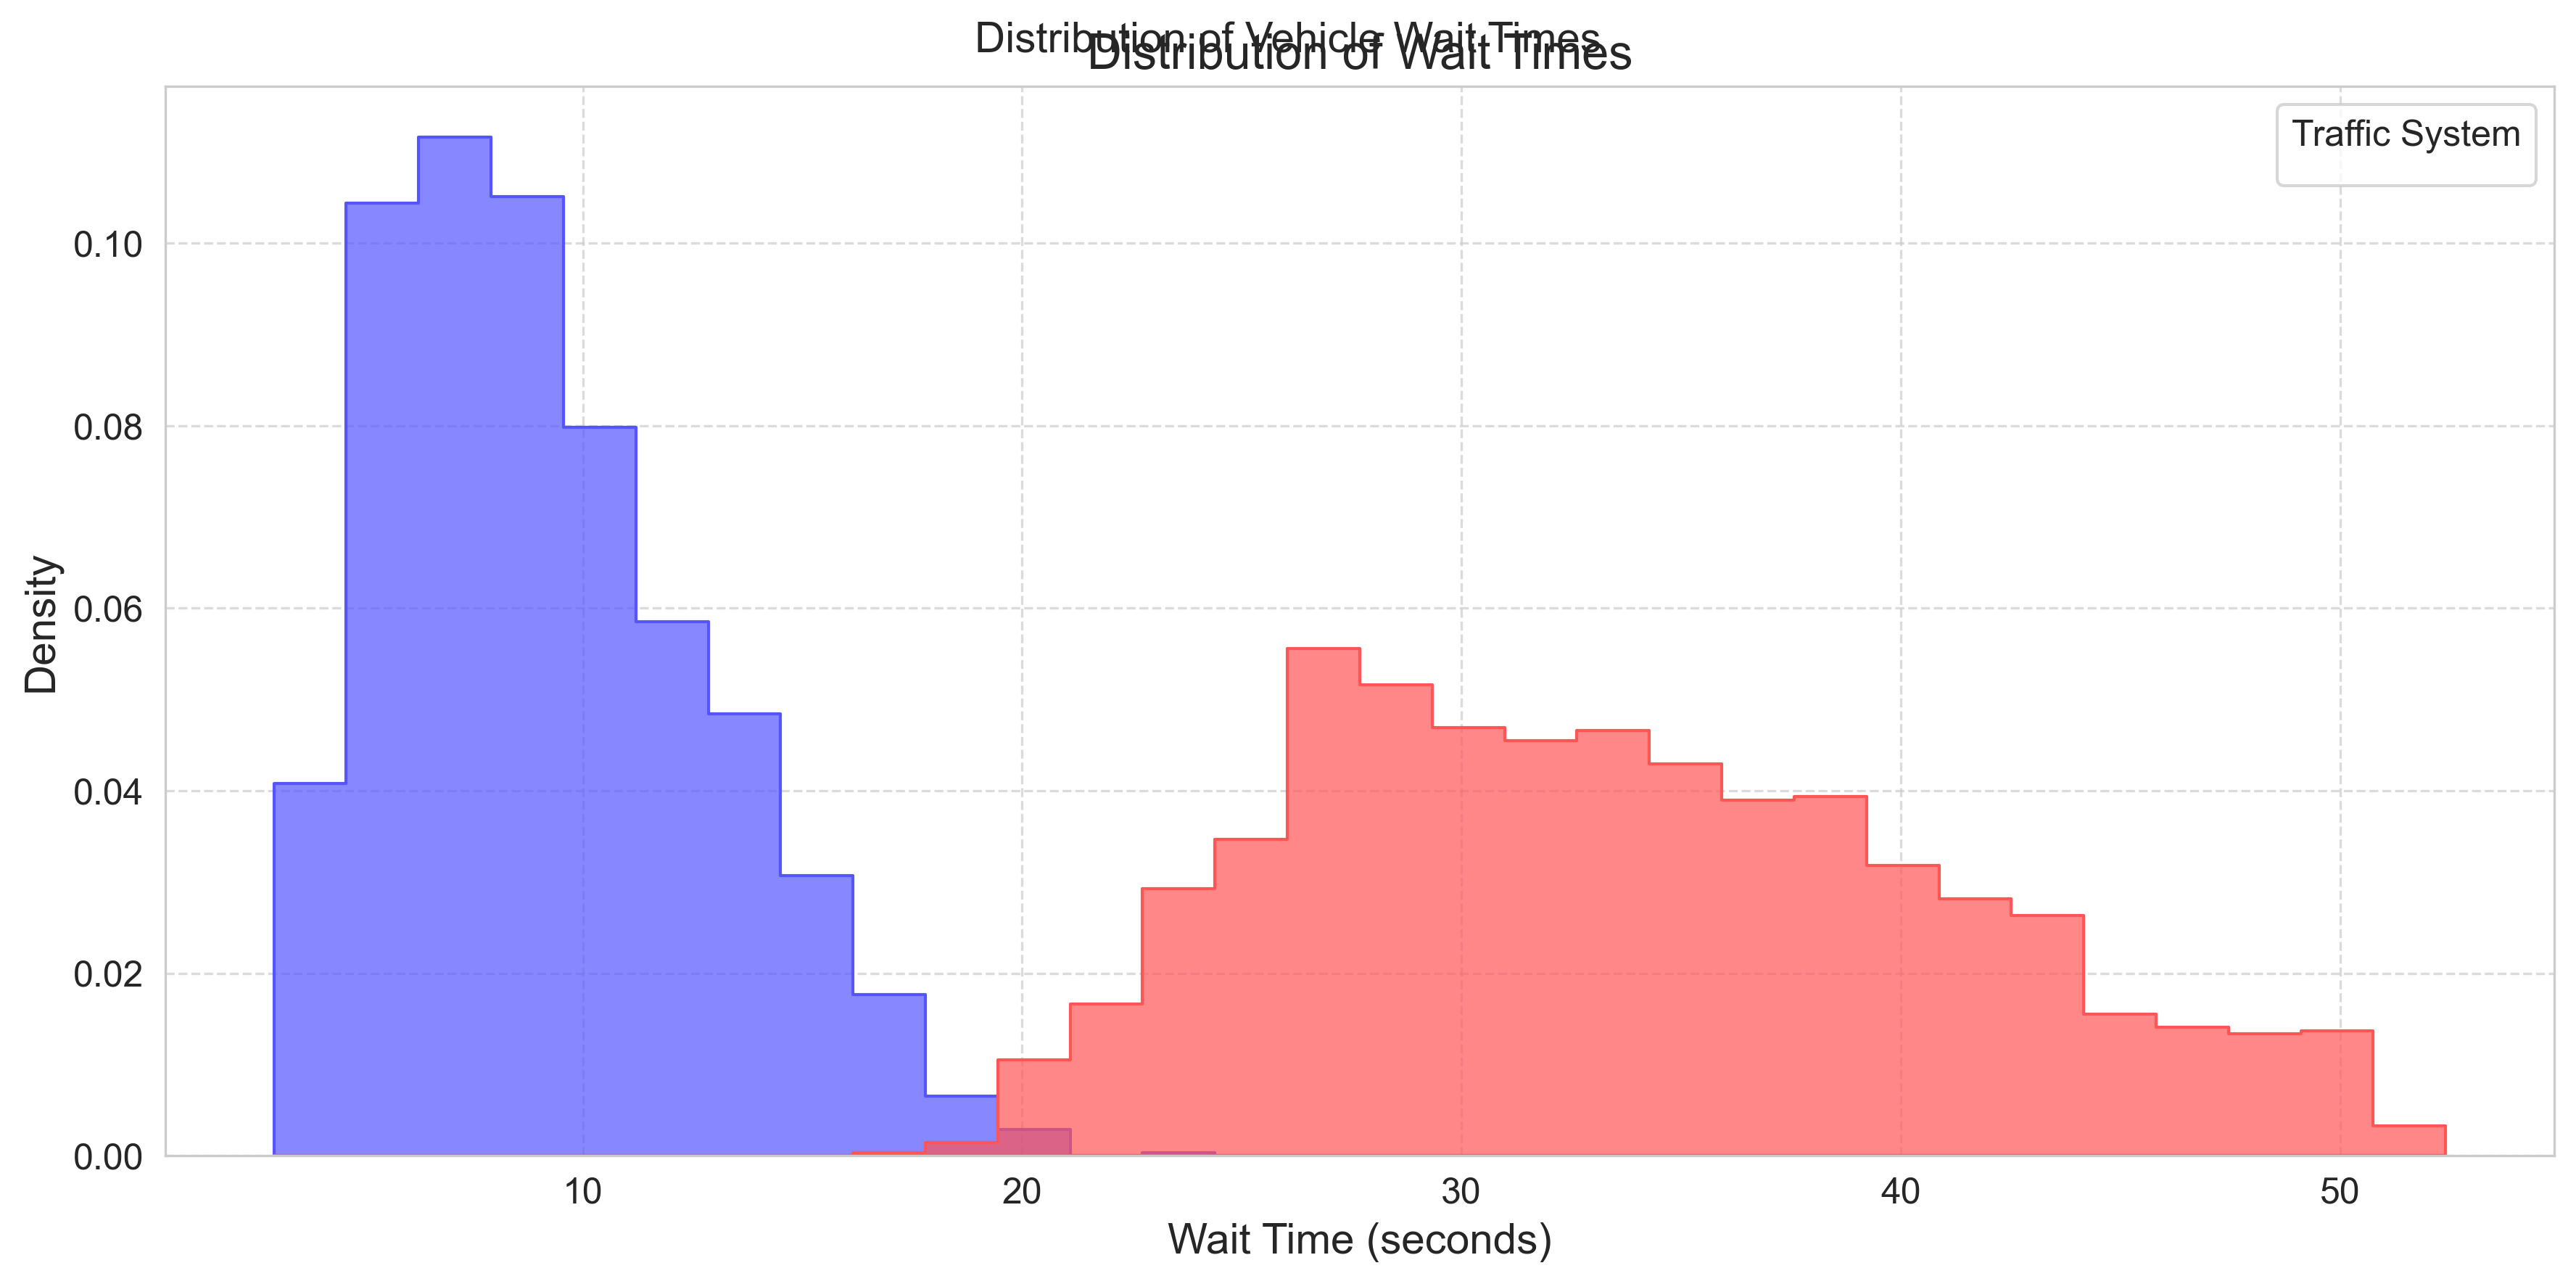 Distribution of Vehicle Wait Times
Distribution of Wait Times
Traffic System
Density
0.10
0.08
0.06
0.04
0.02
0.00
10 20 30 40 50
Wait Time (seconds)